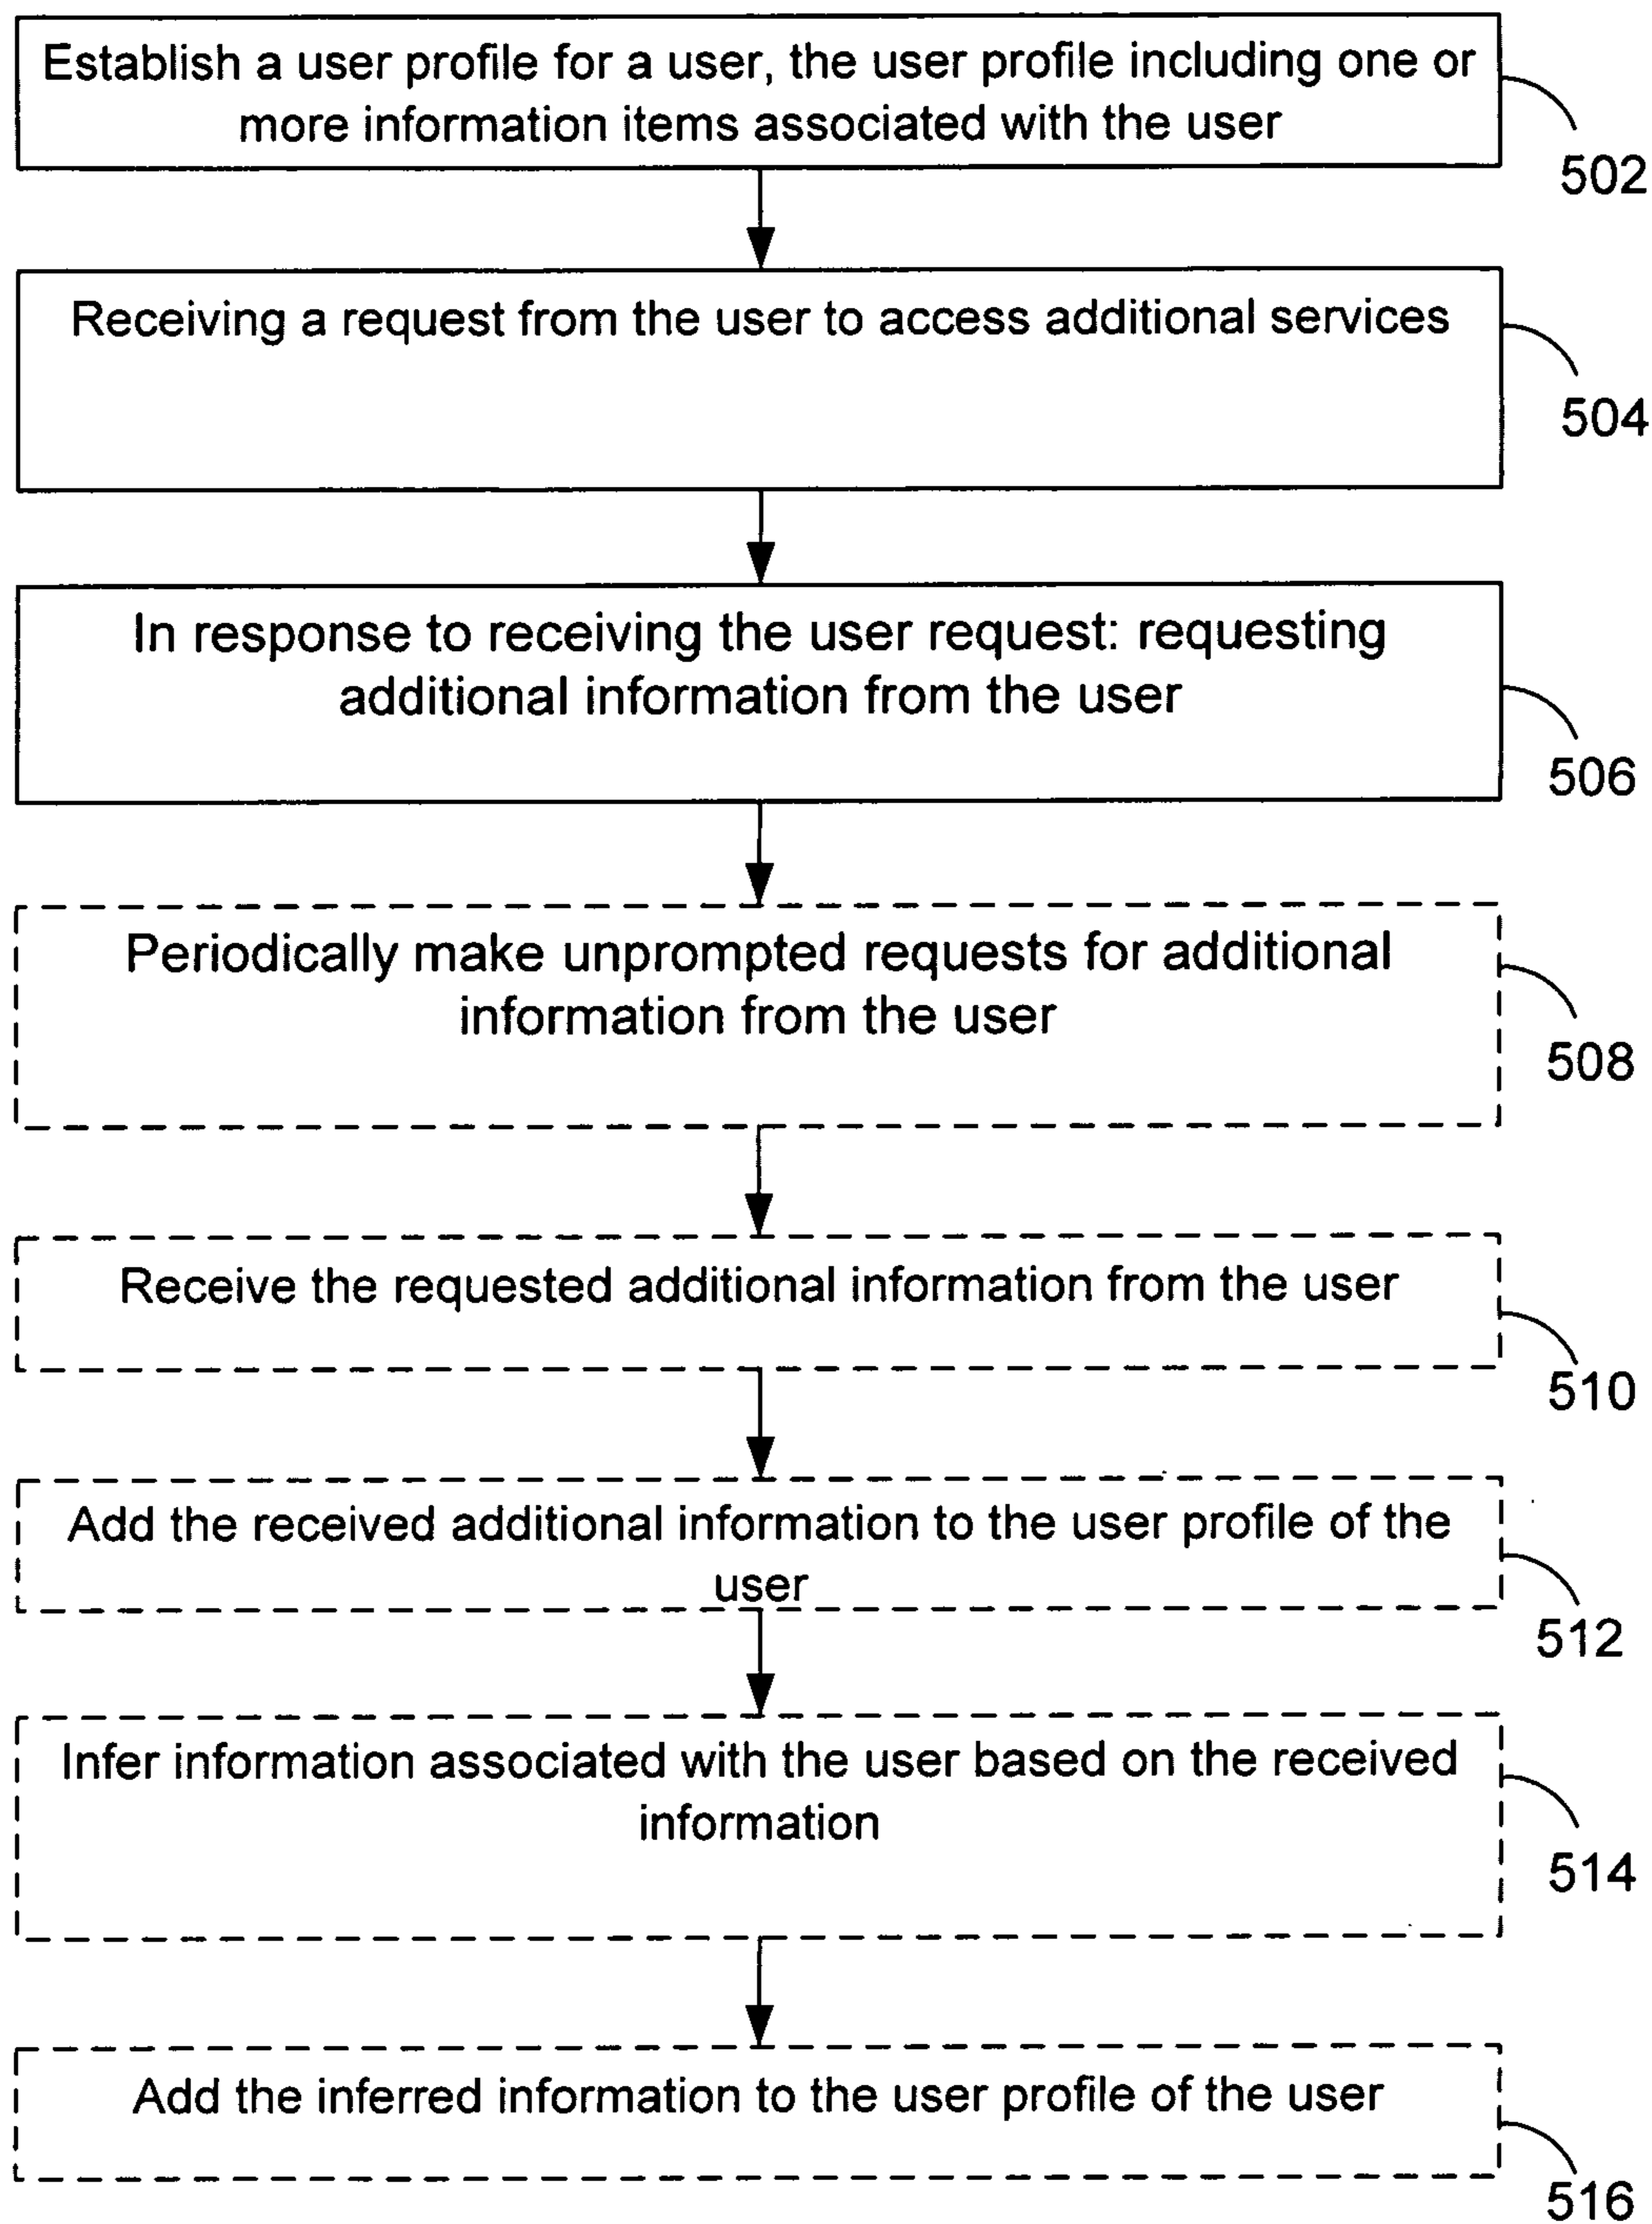 Establish a user profile for a user, the user profile including one or
more information items associated with the user
502
Receiving a request from the user to access additional services
504
In response to receiving the user request: requesting
additional information from the user
506
Periodically make unprompted requests for additional
information from the user
508
Receive the requested additional information from the user
510
Add the received additional information to the user profile of the
user
512
Infer information associated with the user based on the received
information
514
Add the inferred information to the user profile of the user
516